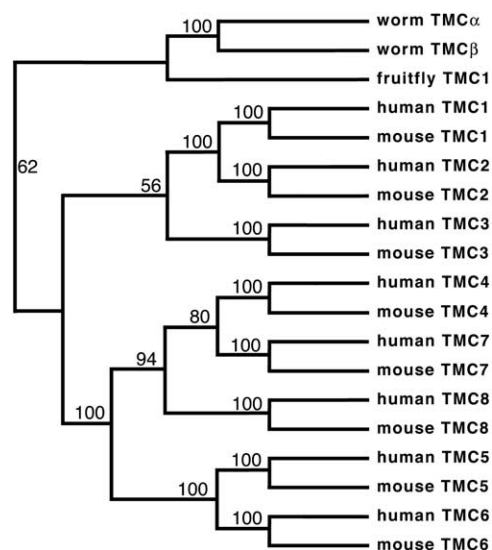 100
worm TMCα
worm TMCβ
fruitfly TMC1
human TMC1
100
mouse TMC1
100
human TMC2
100
mouse TMC2
62
56
human TMC3
100
mouse TMC3
human TMC4
100
mouse TMC4
80
human TMC7
100
mouse TMC7
94
human TMC8
100
mouse TMC8
100
human TMC5
100
mouse TMC5
100
human TMC6
100
mouse TMC6